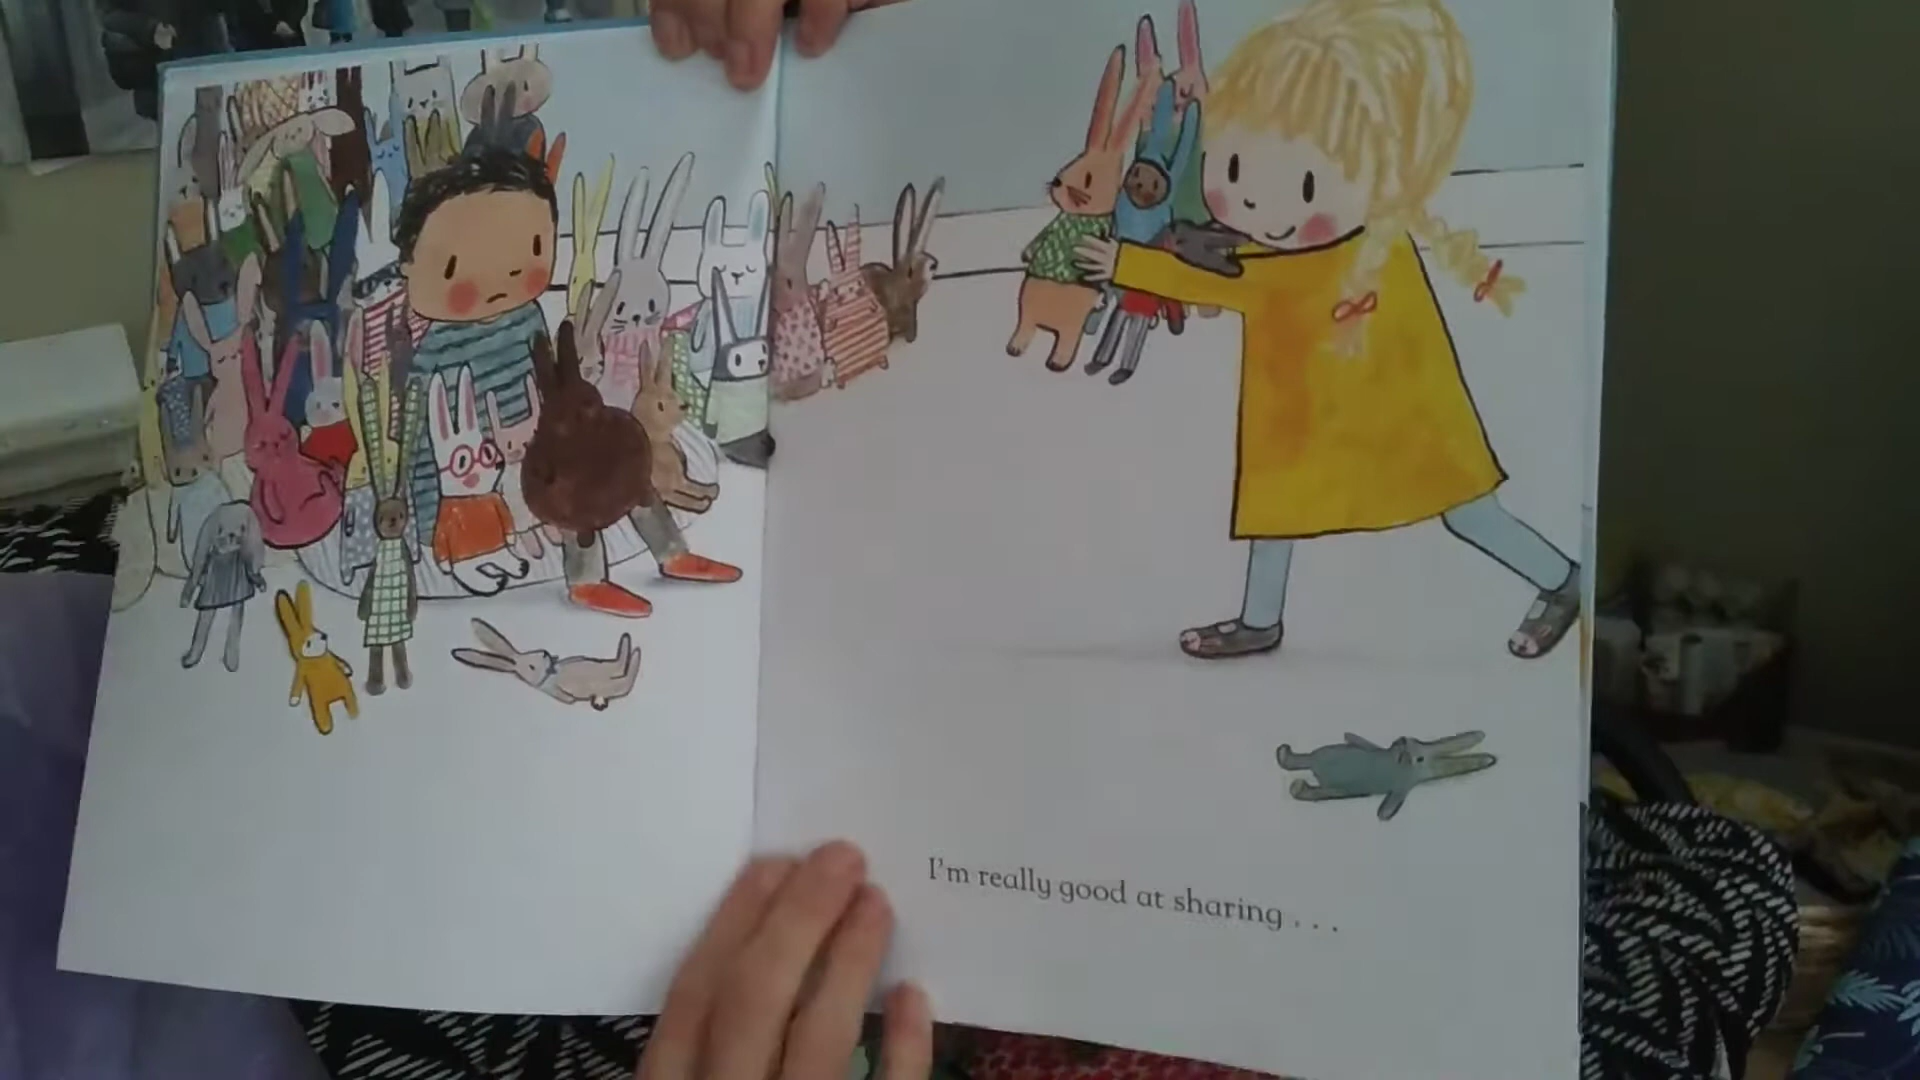 I'm really good at sharing . . .